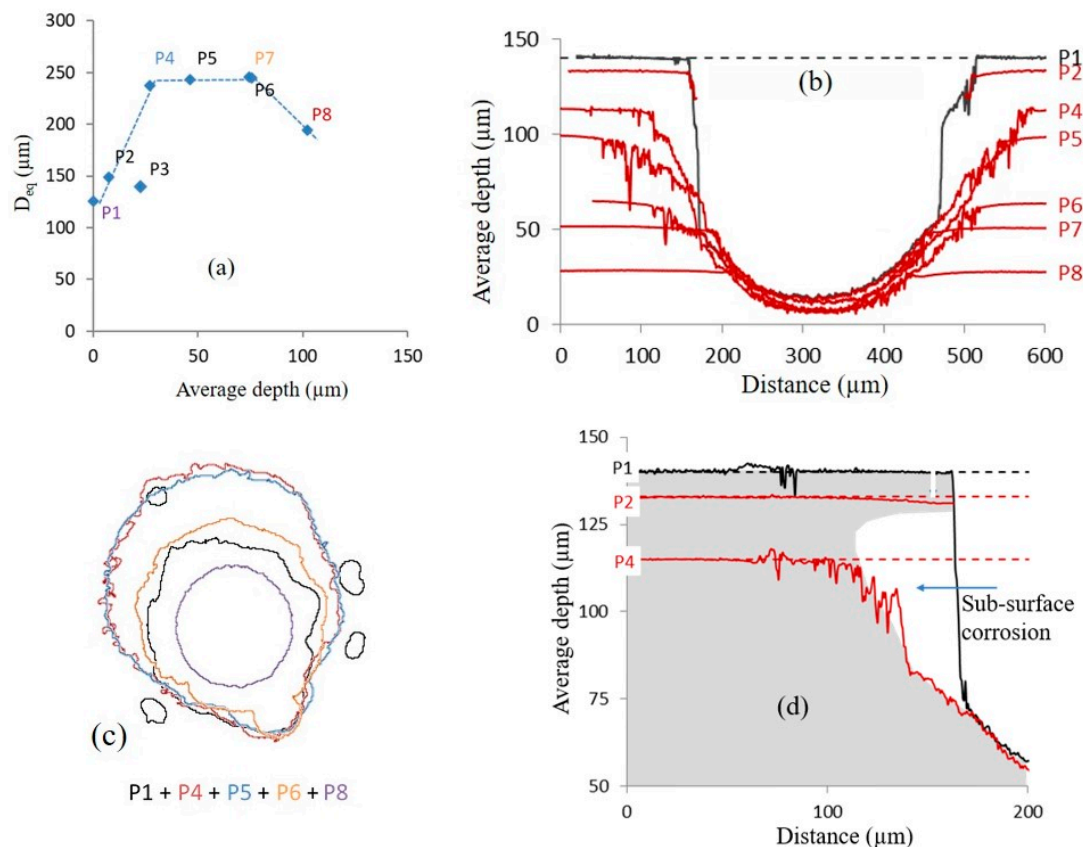 300
250
200
150
100
50
0
D_eq (µm)
P4
P5
P7
P6
P8
P2
P3
P1
(a)
0
50
100
150
Average depth (µm)
150
100
50
0
Average depth (µm)
(b)
P1
P2
P4
P5
P6
P7
P8
0
100
200
300
400
500
600
Distance (µm)
(c)
P1 + P4 + P5 + P6 + P8
150
125
100
75
50
Average depth (µm)
P1
P2
P4
Sub-surface
corrosion
(d)
0
100
200
Distance (µm)